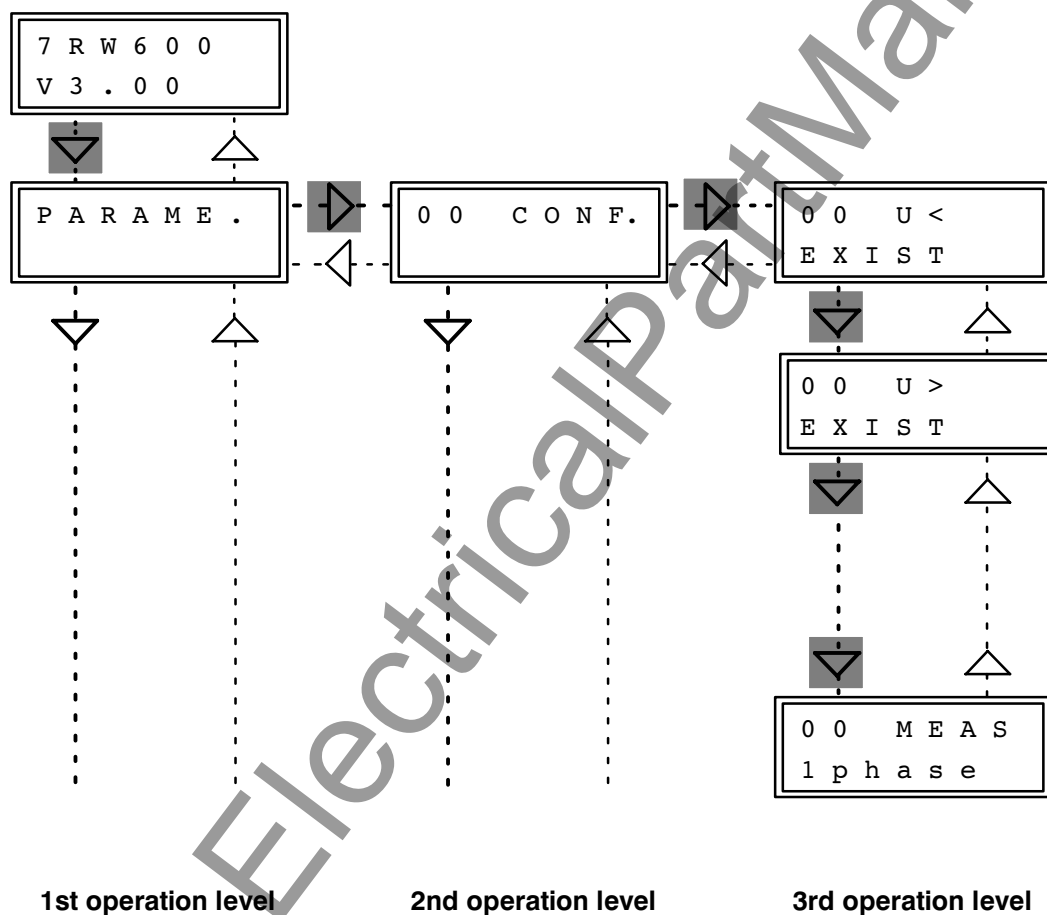 7RW600
V3.00
PARAME.
00 CONF.
00 U<
EXIST
00 U>
EXIST
00 MEAS
1phase
1st operation level
2nd operation level
3rd operation level
ElectricalPartMa